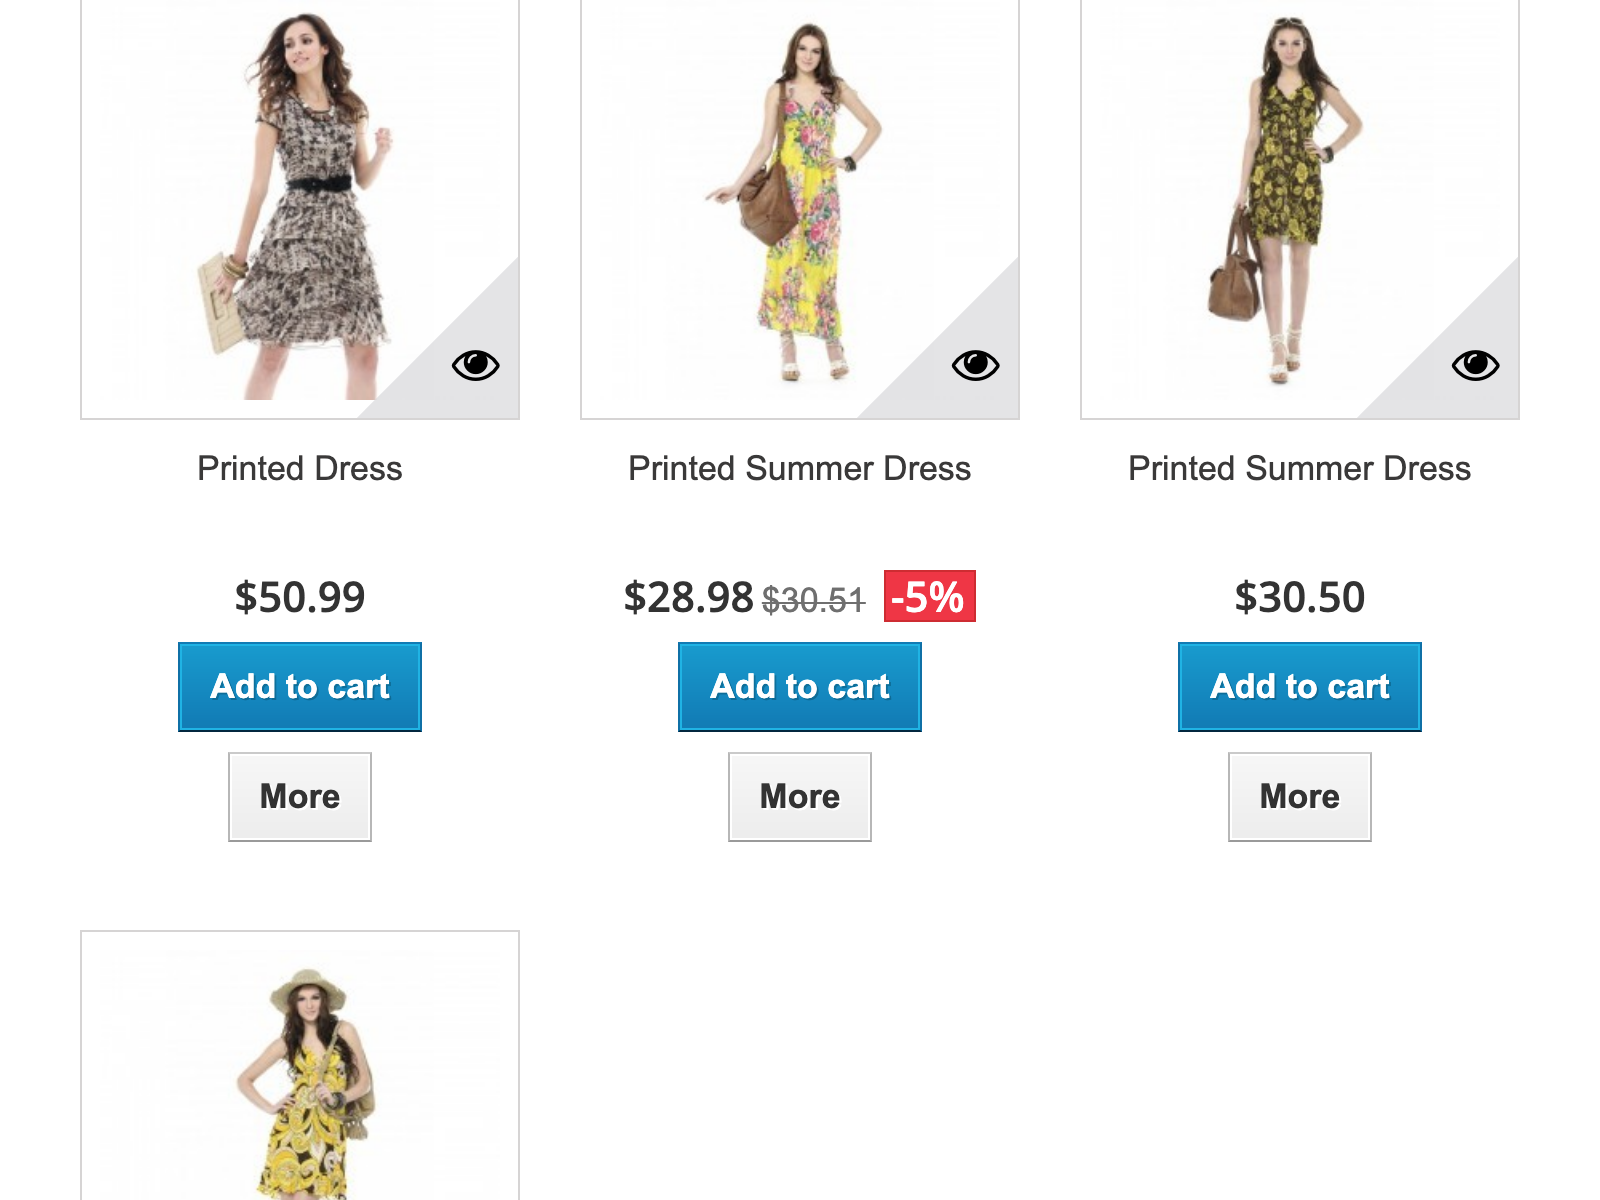 Printed Dress
Printed Summer Dress
Printed Summer Dress
$50.99
$28.98 $30.51 -5%
$30.50
Add to cart
Add to cart
Add to cart
More
More
More